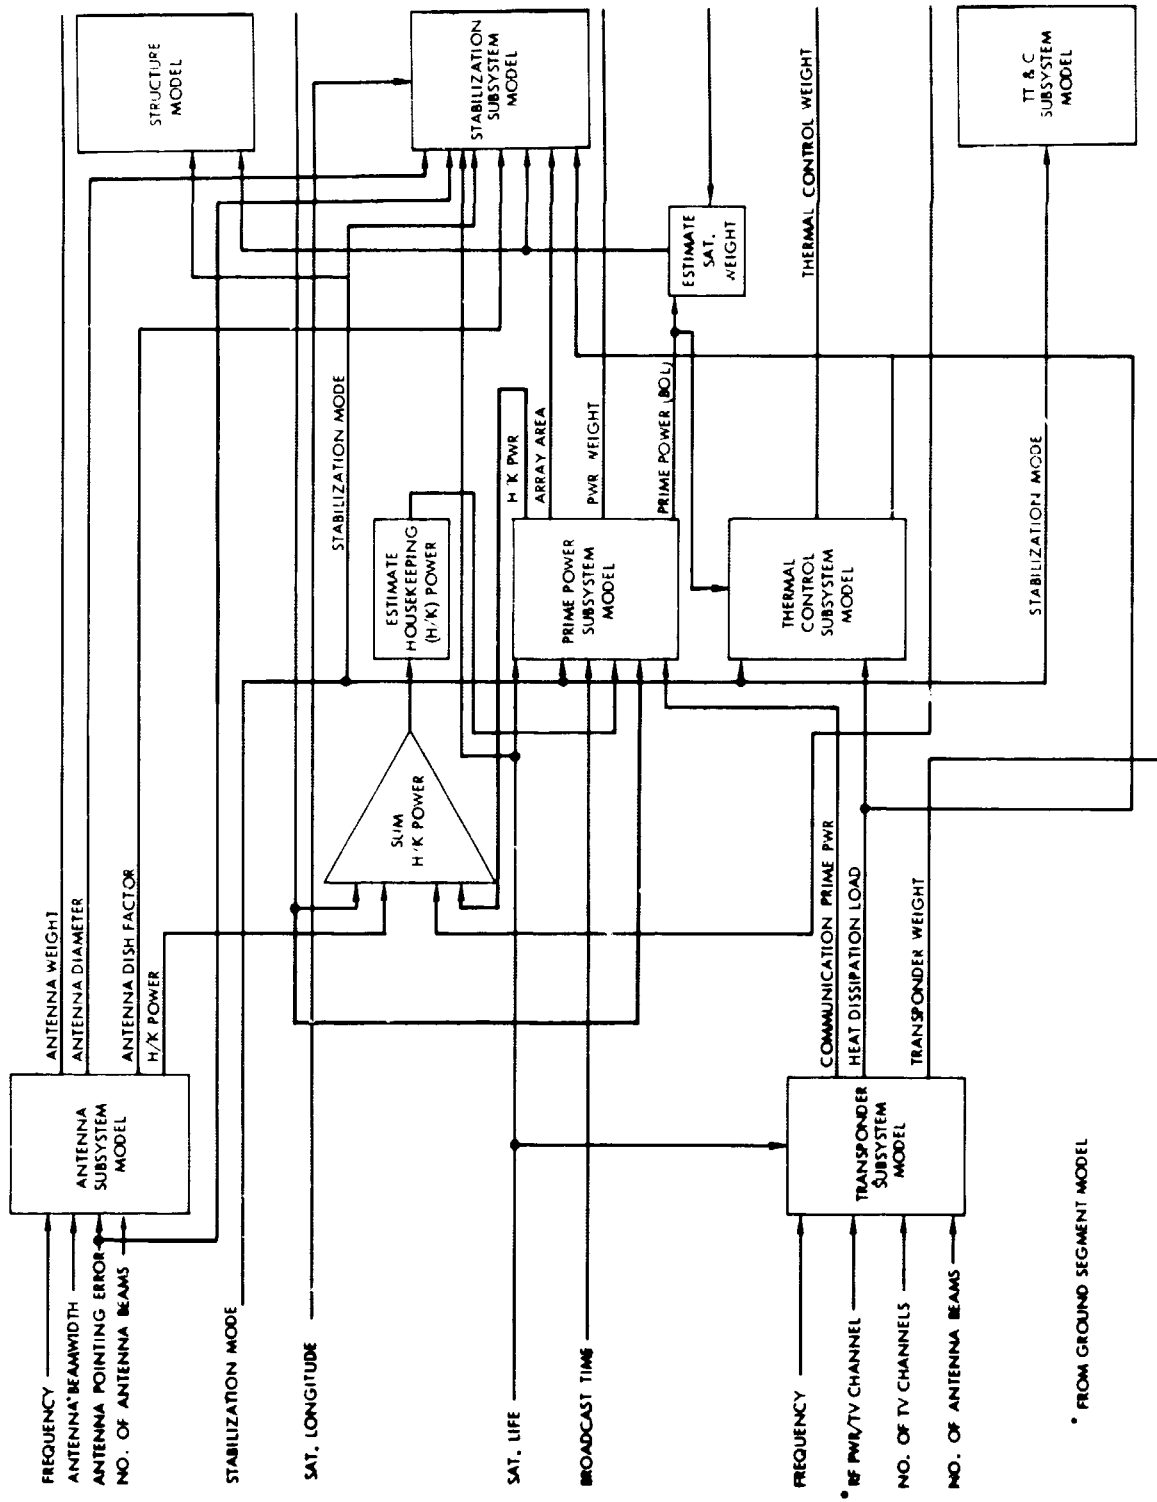 FREQUENCY
ANTENNA*BEAMWIDTH
ANTENNA POINTING ERROR
NO. OF ANTENNA BEAMS
STABILIZATION MODE
SAT. LONGITUDE
SAT. LIFE
BROADCAST TIME
FREQUENCY
* RF PWR/TV CHANNEL
NO. OF TV CHANNELS
NO. OF ANTENNA BEAMS
ANTENNA
SUBSYSTEM
MODEL
TRANSPONDER
SUBSYSTEM
MODEL
* FROM GROUND SEGMENT MODEL
ANTENNA WEIGHT
ANTENNA DIAMETER
ANTENNA DISH FACTOR
H/K POWER
COMMUNICATION PRIME PWR
HEAT DISSIPATION LOAD
TRANSPONDER WEIGHT
SUM
H/K POWER
ESTIMATE
HOUSEKEEPING
(H/K) POWER
PRIME POWER
SUBSYSTEM
MODEL
THERMAL
CONTROL
SUBSYSTEM
MODEL
STABILIZATION MODE
H/K PWR
ARRAY AREA
PWR WEIGHT
PRIME POWER (BOL)
STABILIZATION MODE
ESTIMATE
SAT.
WEIGHT
THERMAL CONTROL WEIGHT
STRUCTURE
MODEL
STABILIZATION
SUBSYSTEM
MODEL
TT & C
SUBSYSTEM
MODEL